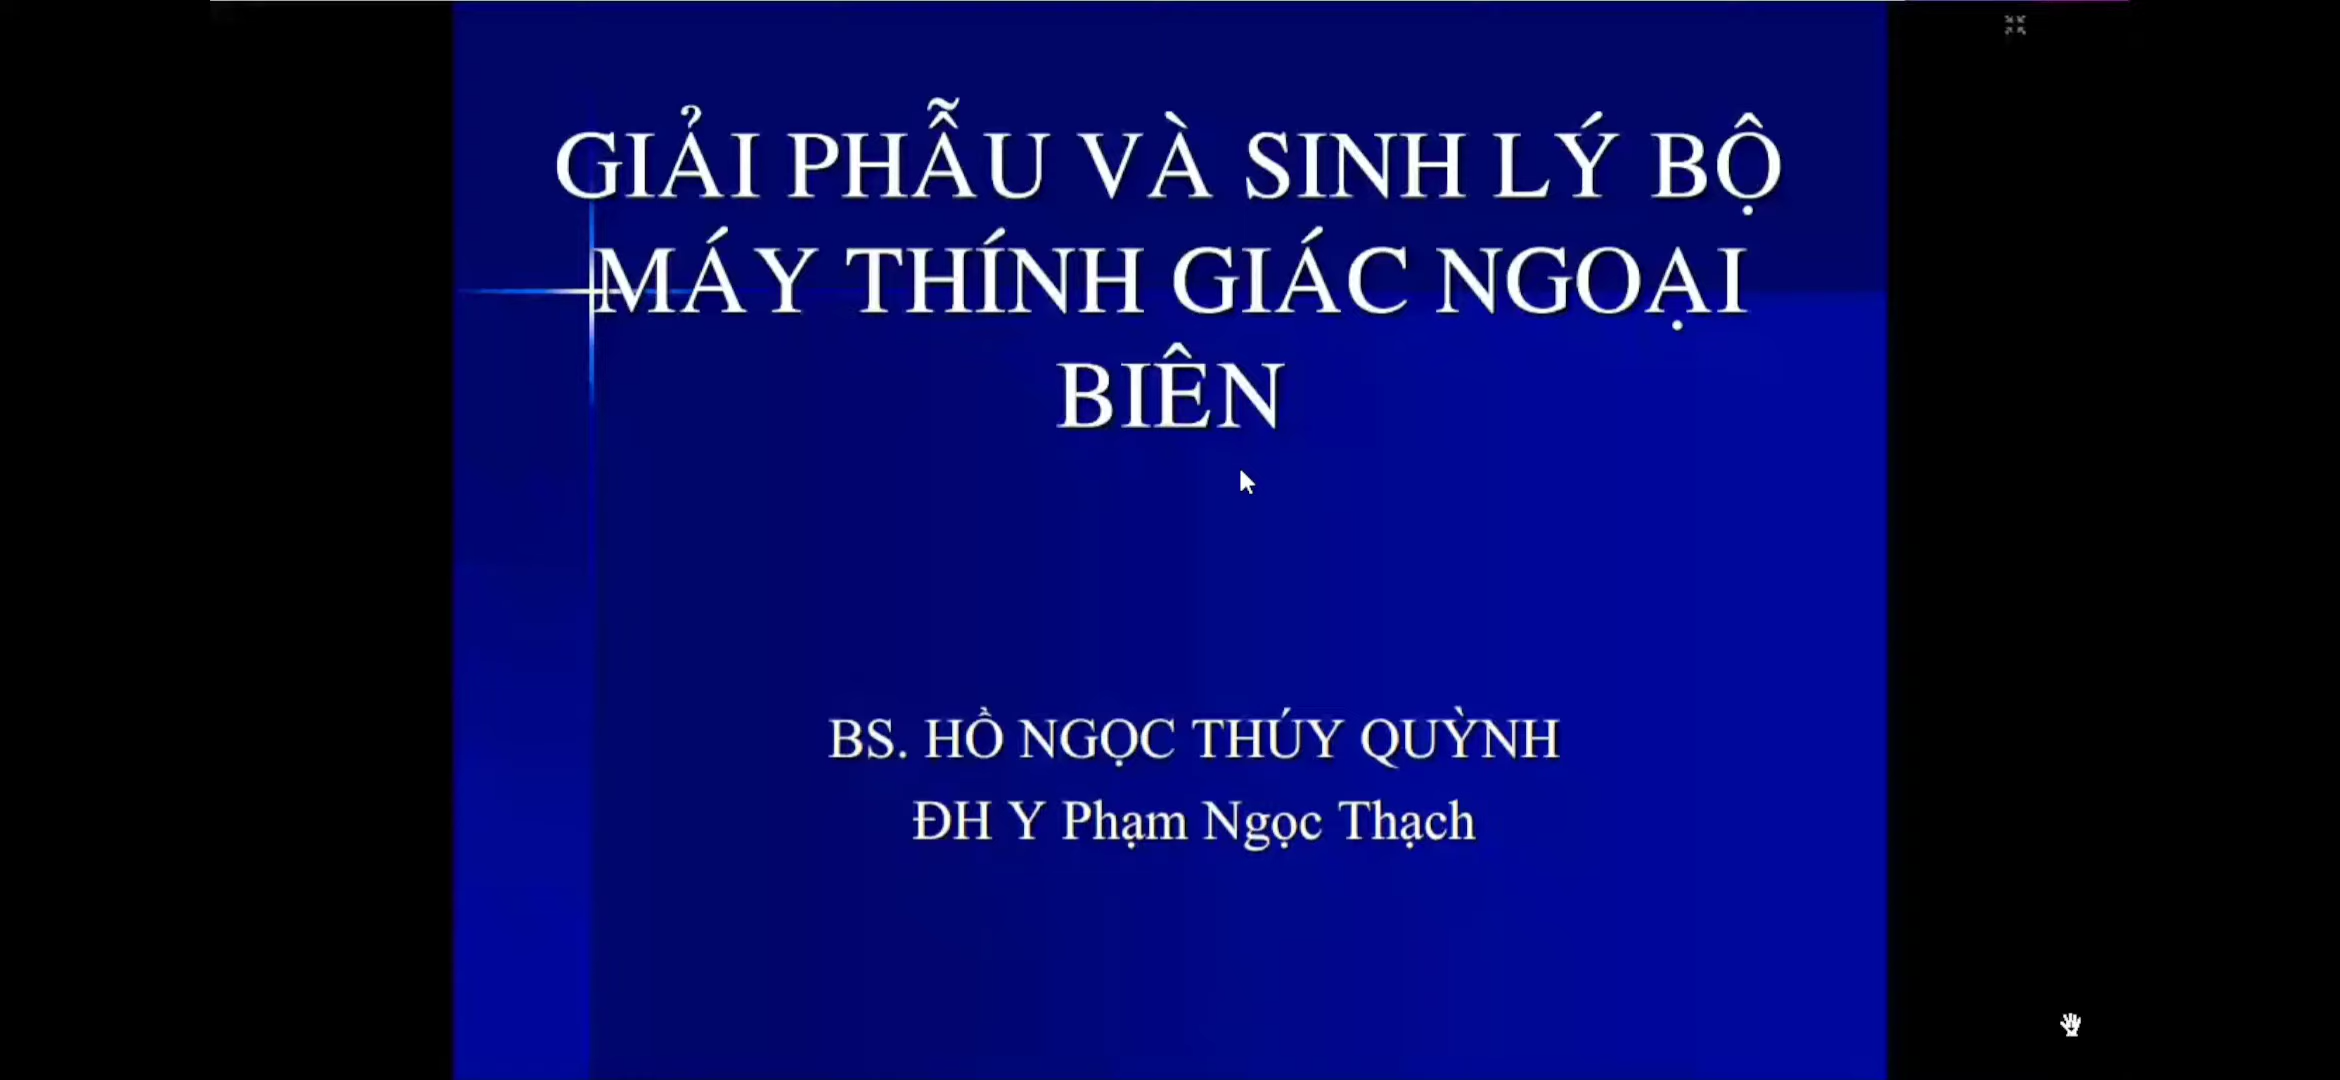 GIẢI PHẪU VÀ SINH LÝ BỘ
MÁY THÍNH GIÁC NGOẠI
BIÊN
BS. HỒ NGỌC THÚY QUỲNH
ĐH Y Phạm Ngọc Thạch